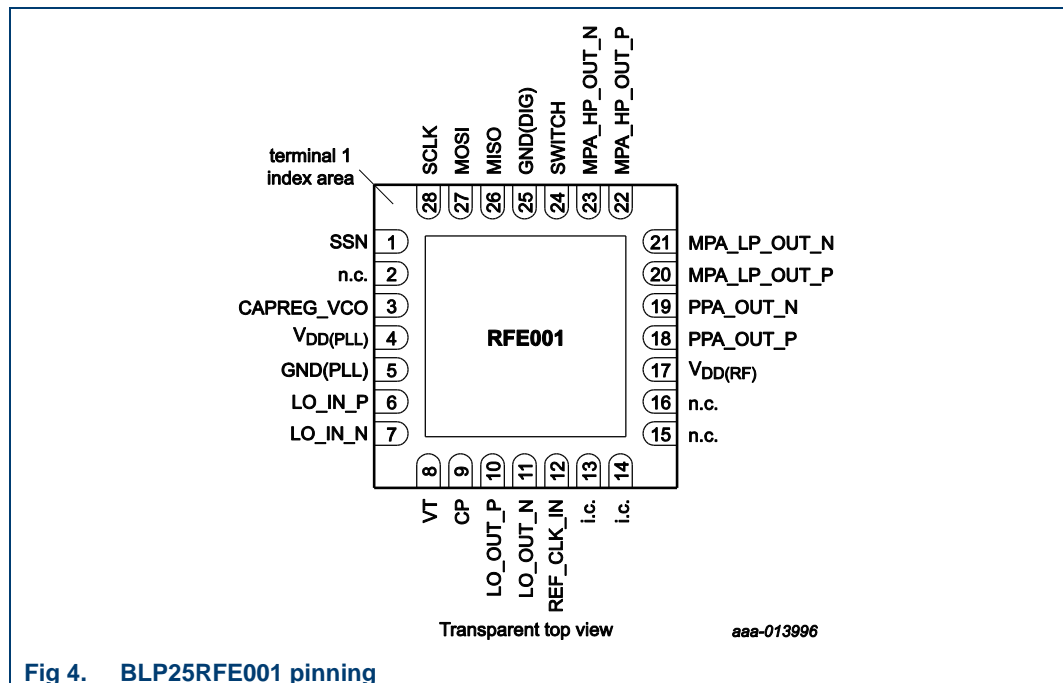 SCLK
MOSI
MISO
GND(DIG)
SWITCH
MPA_HP_OUT_N
MPA_HP_OUT_P
terminal 1
index area
28 27 26 25 24 23 22
SSN 1
n.c. 2
CAPREG_VCO 3
VDD(PLL) 4
GND(PLL) 5
LO_IN_P 6
LO_IN_N 7
RFE001
21 MPA_LP_OUT_N
20 MPA_LP_OUT_P
19 PPA_OUT_N
18 PPA_OUT_P
17 VDD(RF)
16 n.c.
15 n.c.
8 9 10 11 12 13 14
VT
CP
LO_OUT_P
LO_OUT_N
REF_CLK_IN
i.c.
i.c.
Transparent top view
aaa-013996
Fig 4. BLP25RFE001 pinning